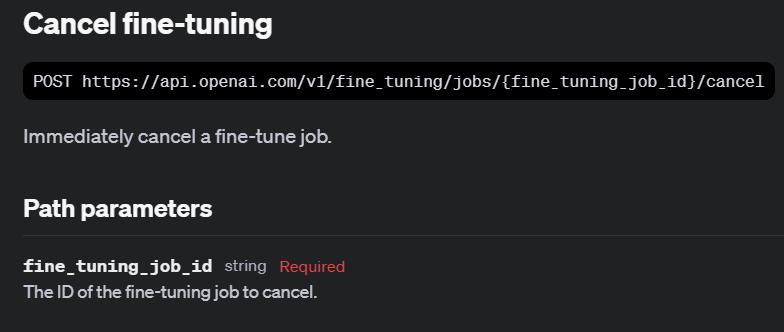 Cancel fine-tuning
POST https://api.openai.com/v1/fine_tuning/jobs/{fine_tuning_job_id}/cancel
Immediately cancel a fine-tune job.
Path parameters
fine_tuning_job_id string Required
The ID of the fine-tuning job to cancel.